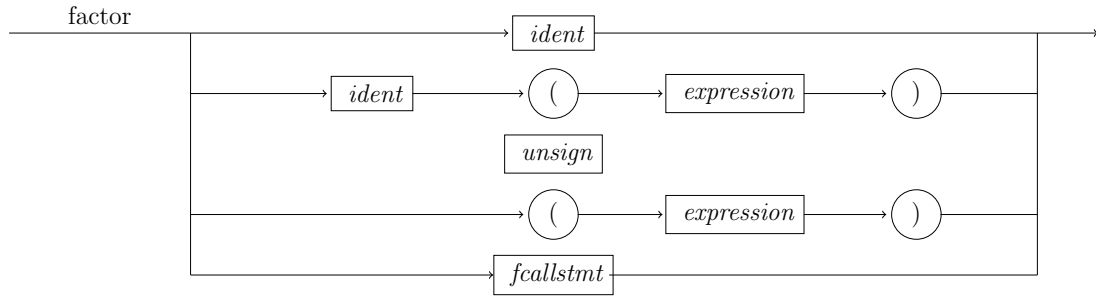 factor
ident
ident ( expression )
unsign
( expression )
fcallstmt